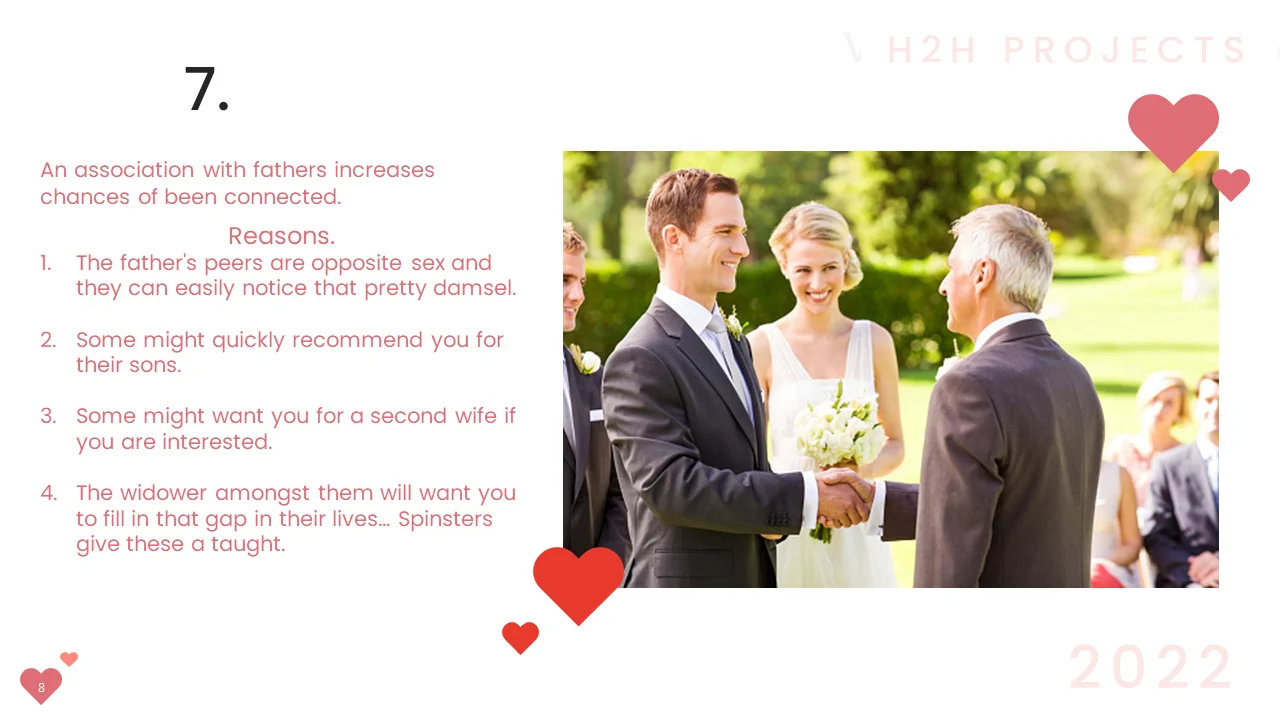 H2H PROJECTS
7.
An association with fathers increases
chances of been connected.
Reasons.
1. The father's peers are opposite sex and
they can easily notice that pretty damsel.
2. Some might quickly recommend you for
their sons.
3. Some might want you for a second wife if
you are interested.
4. The widower amongst them will want you
to fill in that gap in their lives... Spinsters
give these a taught.
2022
8